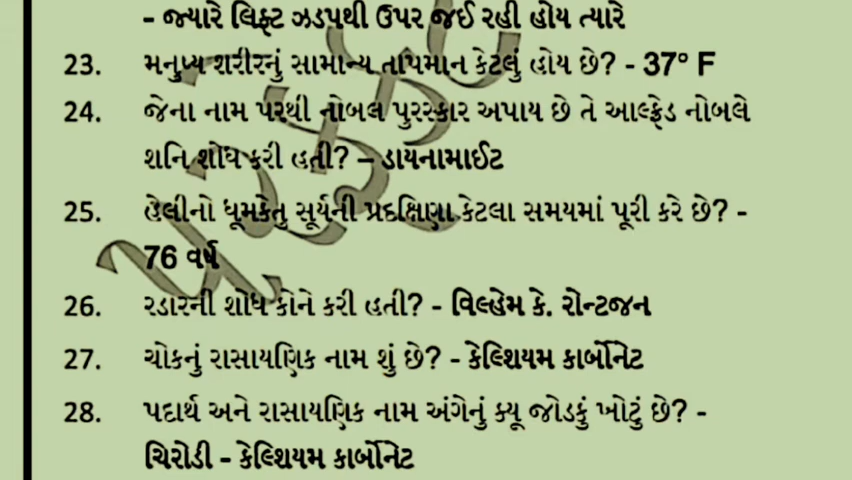 - જ્યારે લિફ્ટ ઝડપથી ઉપર જઈ રહી હોય ત્યારે
23. મનુષ્ય શરીરનું સામાન્ય તાપમાન કેટલું હોય છે? - 37° F
24. જેના નામ પરથી નોબલ પુરસ્કાર અપાય છે તે આલ્ફ્રેડ નોબલે
શનિ શોધ કરી હતી? – ડાયનામાઈટ
25. હેલીનો ધૂમકેતુ સૂર્યની પ્રદક્ષિણા કેટલા સમયમાં પૂરી કરે છે? -
76 વર્ષ
26. રડારની શોધ કોને કરી હતી? - વિલ્હેમ કે. રોન્ટજન
27. ચોકનું રાસાયણિક નામ શું છે? - કેલ્શિયમ કાર્બોનેટ
28. પદાર્થ અને રાસાયણિક નામ અંગેનું ક્યૂ જોડકું ખોટું છે? -
ચિરોડી - કેલ્શિયમ કાર્બોનેટ